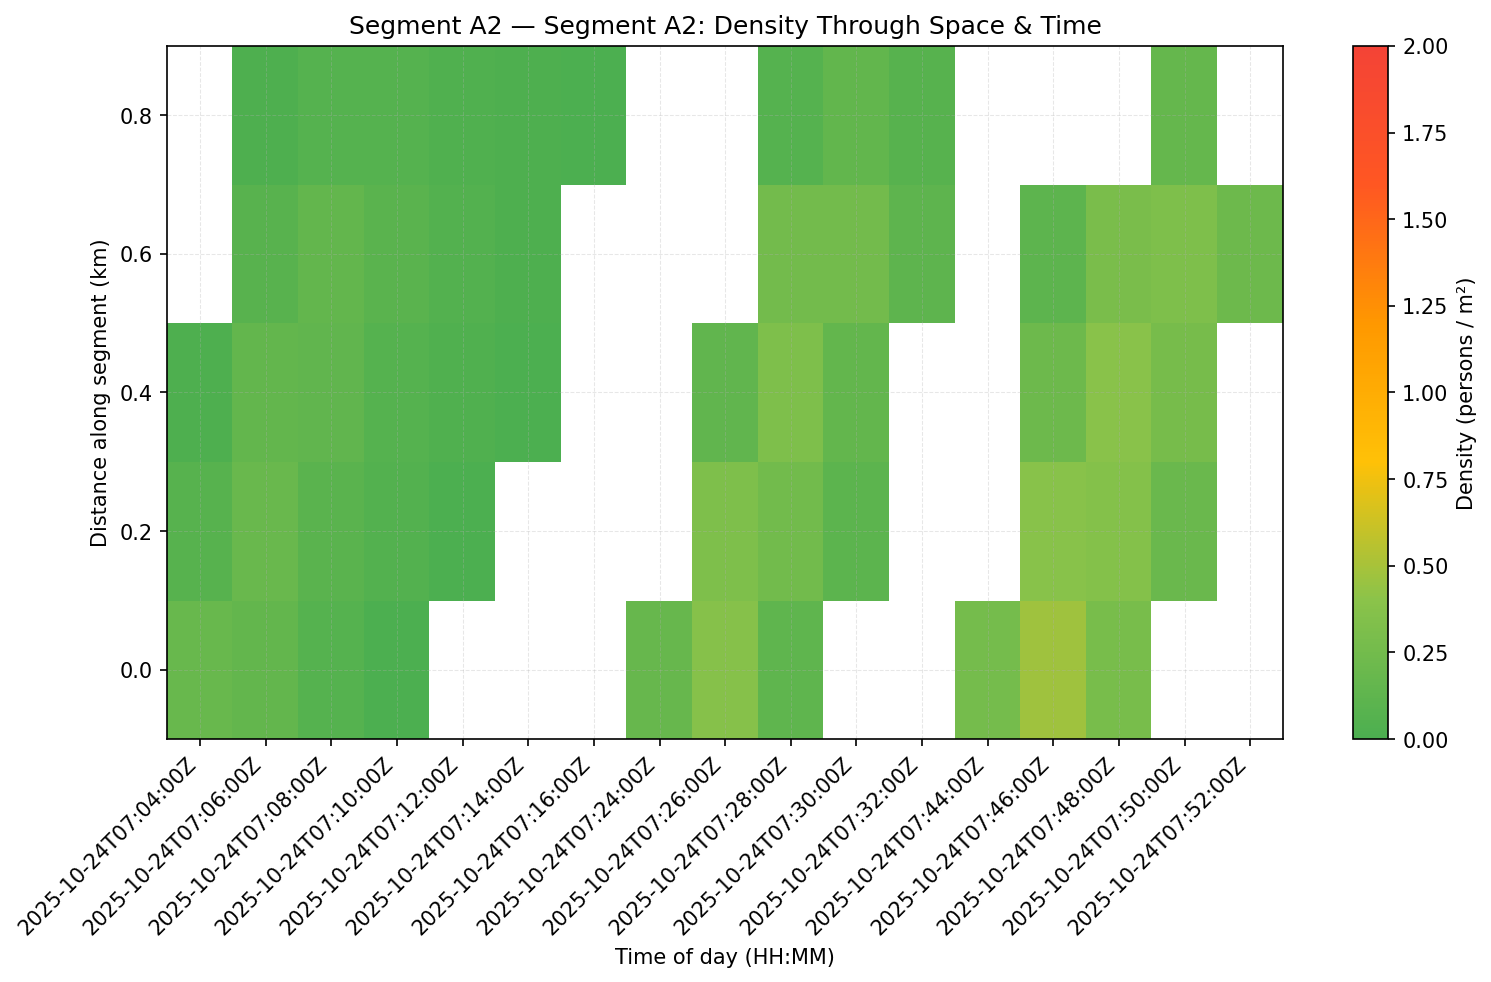 Segment A2 — Segment A2: Density Through Space & Time
Distance along segment (km)
0.8
0.6
0.4
0.2
0.0
2025-10-24T07:04:00Z
2025-10-24T07:06:00Z
2025-10-24T07:08:00Z
2025-10-24T07:10:00Z
2025-10-24T07:12:00Z
2025-10-24T07:14:00Z
2025-10-24T07:16:00Z
2025-10-24T07:24:00Z
2025-10-24T07:26:00Z
2025-10-24T07:28:00Z
2025-10-24T07:30:00Z
2025-10-24T07:32:00Z
2025-10-24T07:44:00Z
2025-10-24T07:46:00Z
2025-10-24T07:48:00Z
2025-10-24T07:50:00Z
2025-10-24T07:52:00Z
Time of day (HH:MM)
2.00
1.75
1.50
1.25
1.00
0.75
0.50
0.25
0.00
Density (persons / m²)